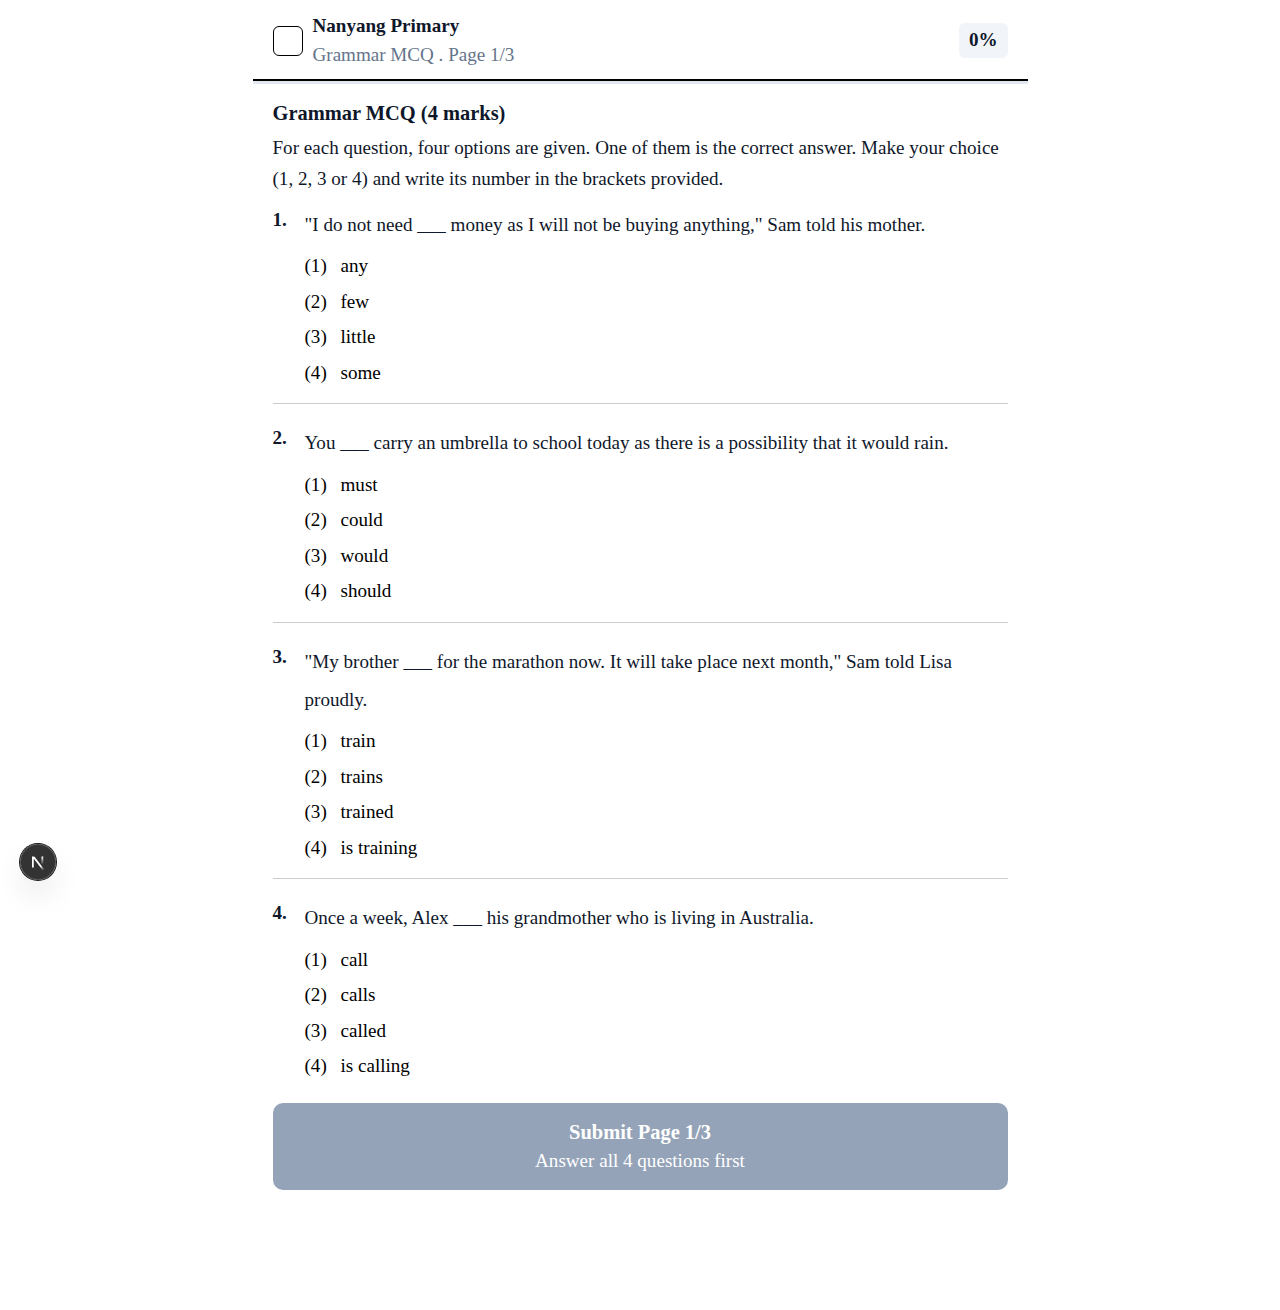 Nanyang Primary
Grammar MCQ . Page 1/3
0%
Grammar MCQ (4 marks)
For each question, four options are given. One of them is the correct answer. Make your choice
(1, 2, 3 or 4) and write its number in the brackets provided.
1. "I do not need ___ money as I will not be buying anything," Sam told his mother.
(1) any
(2) few
(3) little
(4) some
2. You ___ carry an umbrella to school today as there is a possibility that it would rain.
(1) must
(2) could
(3) would
(4) should
3. "My brother ___ for the marathon now. It will take place next month," Sam told Lisa
proudly.
(1) train
(2) trains
(3) trained
(4) is training
4. Once a week, Alex ___ his grandmother who is living in Australia.
(1) call
(2) calls
(3) called
(4) is calling
Submit Page 1/3
Answer all 4 questions first